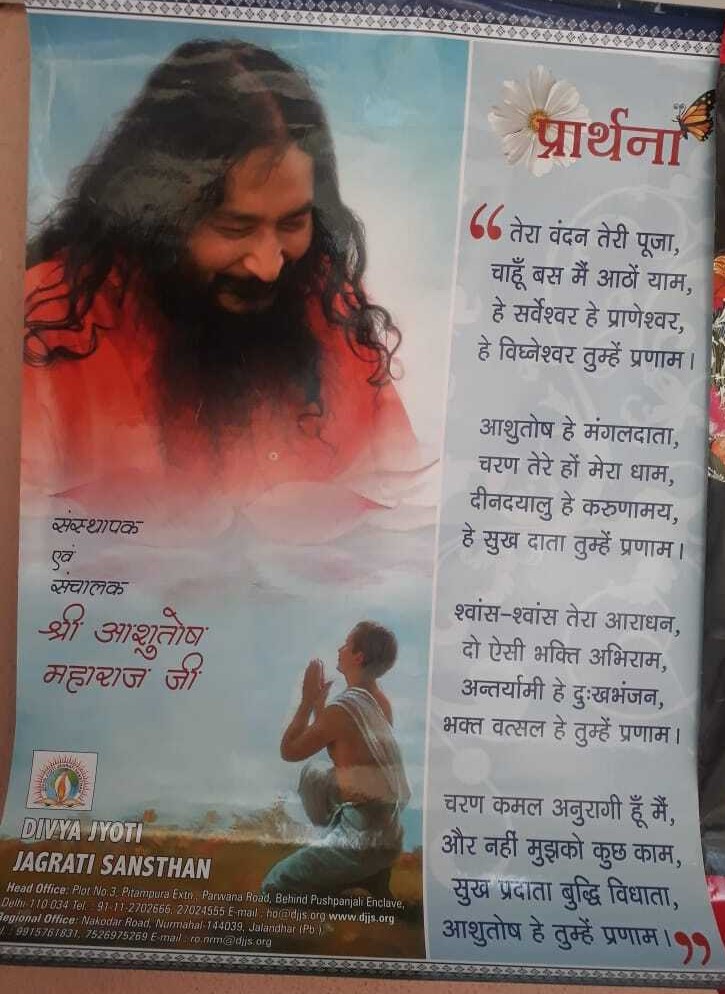 प्रार्थना
“तेरा वंदन तेरी पूजा,
चाहूँ बस मैं आठों याम,
हे सर्वेश्वर हे प्राणेश्वर,
हे विघ्नेश्वर तुम्हें प्रणाम।
आशुतोष हे मंगलदाता,
चरण तेरे हों मेरा धाम,
दीनदयालु हे करुणामय,
हे सुख दाता तुम्हें प्रणाम।
श्वांस-श्वांस तेरा आराधन,
दो ऐसी भक्ति अभिराम,
अन्तर्यामी हे दुःखभंजन,
भक्त वत्सल हे तुम्हें प्रणाम।
चरण कमल अनुरागी हूँ मैं,
और नहीं मुझको कुछ काम,
सुख प्रदाता बुद्धि विधाता,
आशुतोष हे तुम्हें प्रणाम।”
संस्थापक
एवं
संचालक
श्री आशुतोष
महाराज जी
DIVYA JYOTI
JAGRATI SANSTHAN
Head Office: Plot No.3, Pitampura Extn., Parwana Road, Behind Pushpanjali Enclave,
Delhi-110 034 Tel. 91-11-2702666, 27024555 E-mail : ho@djjs.org www.djjs.org
Regional Office: Nakodar Road, Nurmahal-144039, Jalandhar (Pb.)
9915761831, 7526975269 E-mail : ro.nrm@djjs.org